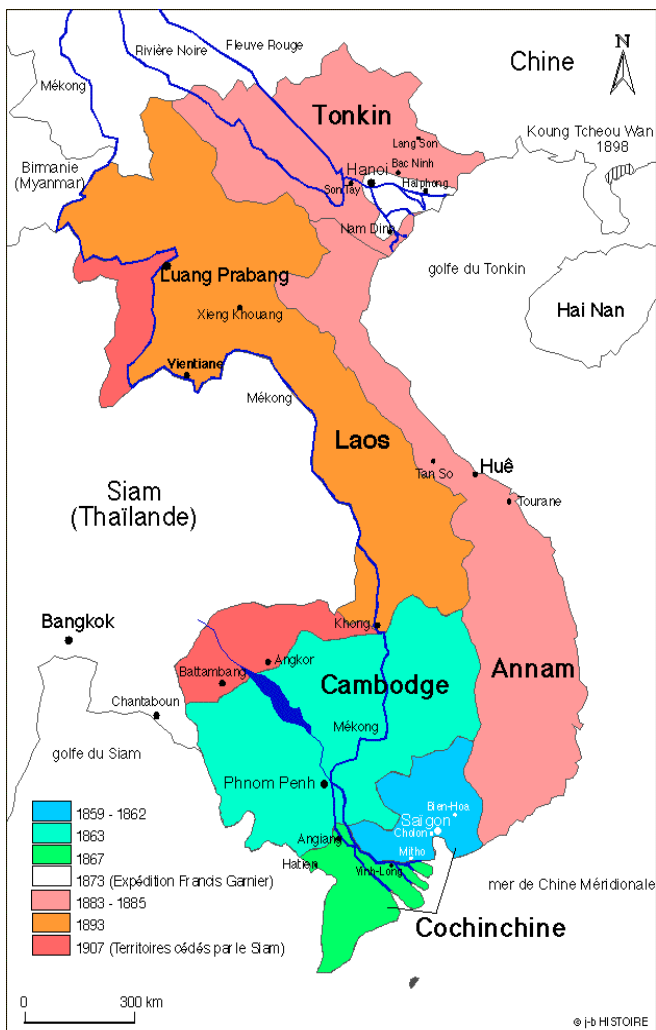 Rivière Noire
Fleuve Rouge
Chine
N
Mékong
Tonkin
Lang Son
Koung Tcheou Wan
1898
Birmanie
(Myanmar)
Bac Ninh
Hanoi
Son Tay
Haiphong
Nam Dinh
golfe du Tonkin
Luang Prabang
Hai Nan
Xieng Khouang
Vientiane
Mékong
Laos
Huê
Tan So
Tourane
Siam
(Thaïlande)
Bangkok
Khong
Angkor
Battambang
Annam
Cambodge
Chantaboun
Mékong
golfe du Siam
Phnom Penh
Bien-Hoa
Saïgon
Cholon
Angiang
Mitho
Hatien
Vinh-Long
mer de Chine Méridionale
Cochinchine
1859 - 1862
1863
1867
1873 (Expédition Francis Garnier)
1883 - 1885
1893
1907 (Territoires cédés par le Siam)
0 300 km
© j-b HISTOIRE